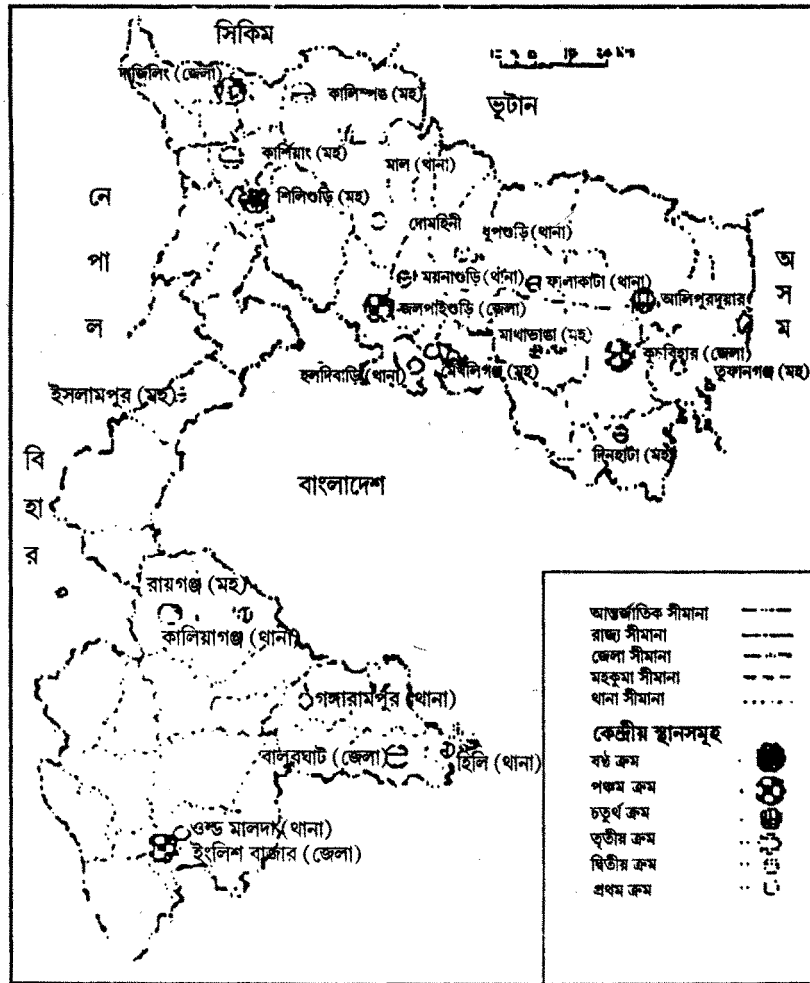 সিকিম
দার্জিলিং (জেলা)
কালিম্পঙ (মহ)
ভূটান
কার্শিয়াং (মহ)
মাল (থানা)
শিলিগুড়ি (মহ)
নেপাল
দোমহিনী
ধূপগুড়ি (থানা)
অসম
ময়নাগুড়ি (থানা)
ফালাকাটা (থানা)
জলপাইগুড়ি (জেলা)
আলিপুরদুয়ার
মাথাভাঙা (মহ)
কুচবিহার (জেলা)
হলদিবাড়ি (থানা)
মেখলিগঞ্জ (মহ)
তুফানগঞ্জ (মহ)
ইসলামপুর (মহ)
দিনহাটা (মহ)
বিহার
বাংলাদেশ
রায়গঞ্জ (মহ)
কালিয়াগঞ্জ (থানা)
গঙ্গারামপুর (থানা)
বালুরঘাট (জেলা)
হিলি (থানা)
ওল্ড মালদা (থানা)
ইংলিশ বাজার (জেলা)
আন্তর্জাতিক সীমানা
রাজ্য সীমানা
জেলা সীমানা
মহকুমা সীমানা
থানা সীমানা
কেন্দ্রীয় স্থানসমূহ
ষষ্ঠ ক্রম
পঞ্চম ক্রম
চতুর্থ ক্রম
তৃতীয় ক্রম
দ্বিতীয় ক্রম
প্রথম ক্রম